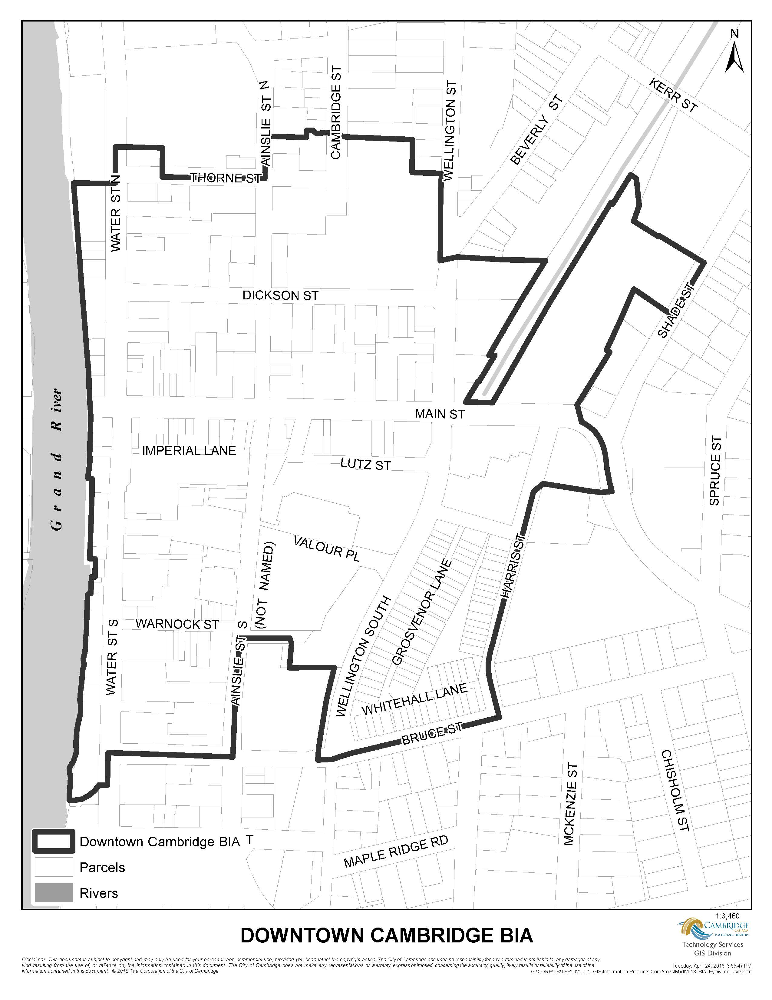 N
KERR ST
AINSLIE ST N
CAMBRIDGE ST
WELLINGTON ST
BEVERLY ST
THORNE ST
WATER ST N
DICKSON ST
SHADE ST
MAIN ST
Grand River
IMPERIAL LANE
LUTZ ST
SPRUCE ST
VALOUR PL
(NOT NAMED)
HARRIS ST
GROSVENOR LANE
WELLINGTON SOUTH
WARNOCK ST
WATER ST S
AINSLIE ST S
WHITEHALL LANE
BRUCE ST
MCKENZIE ST
CHISHOLM ST
MAPLE RIDGE RD
Downtown Cambridge BIA T
Parcels
Rivers
1:3,460
DOWNTOWN CAMBRIDGE BIA
CAMBRIDGE
CANADA
PEOPLE • PLACE • PROSPERITY
Technology Services
GIS Division
Disclaimer: This document is subject to copyright and may only be used for your personal, non-commercial use, provided you keep intact the copyright notice. The City of Cambridge assumes no responsibility for any errors and is not liable for any damages of any
kind resulting from the use of, or reliance on, the information contained in this document. The City of Cambridge does not make any representations or warranty, express or implied, concerning the accuracy, quality, likely results or reliability of the use of the
information contained in this document. © 2018 The Corporation of the City of Cambridge
Tuesday, April 24, 2018 3:55:47 PM
G:\CORP\TS\TSP\D22_01_GIS\Information Products\CoreAreas\Mxd\2018_BIA_Bylaw.mxd - walkern